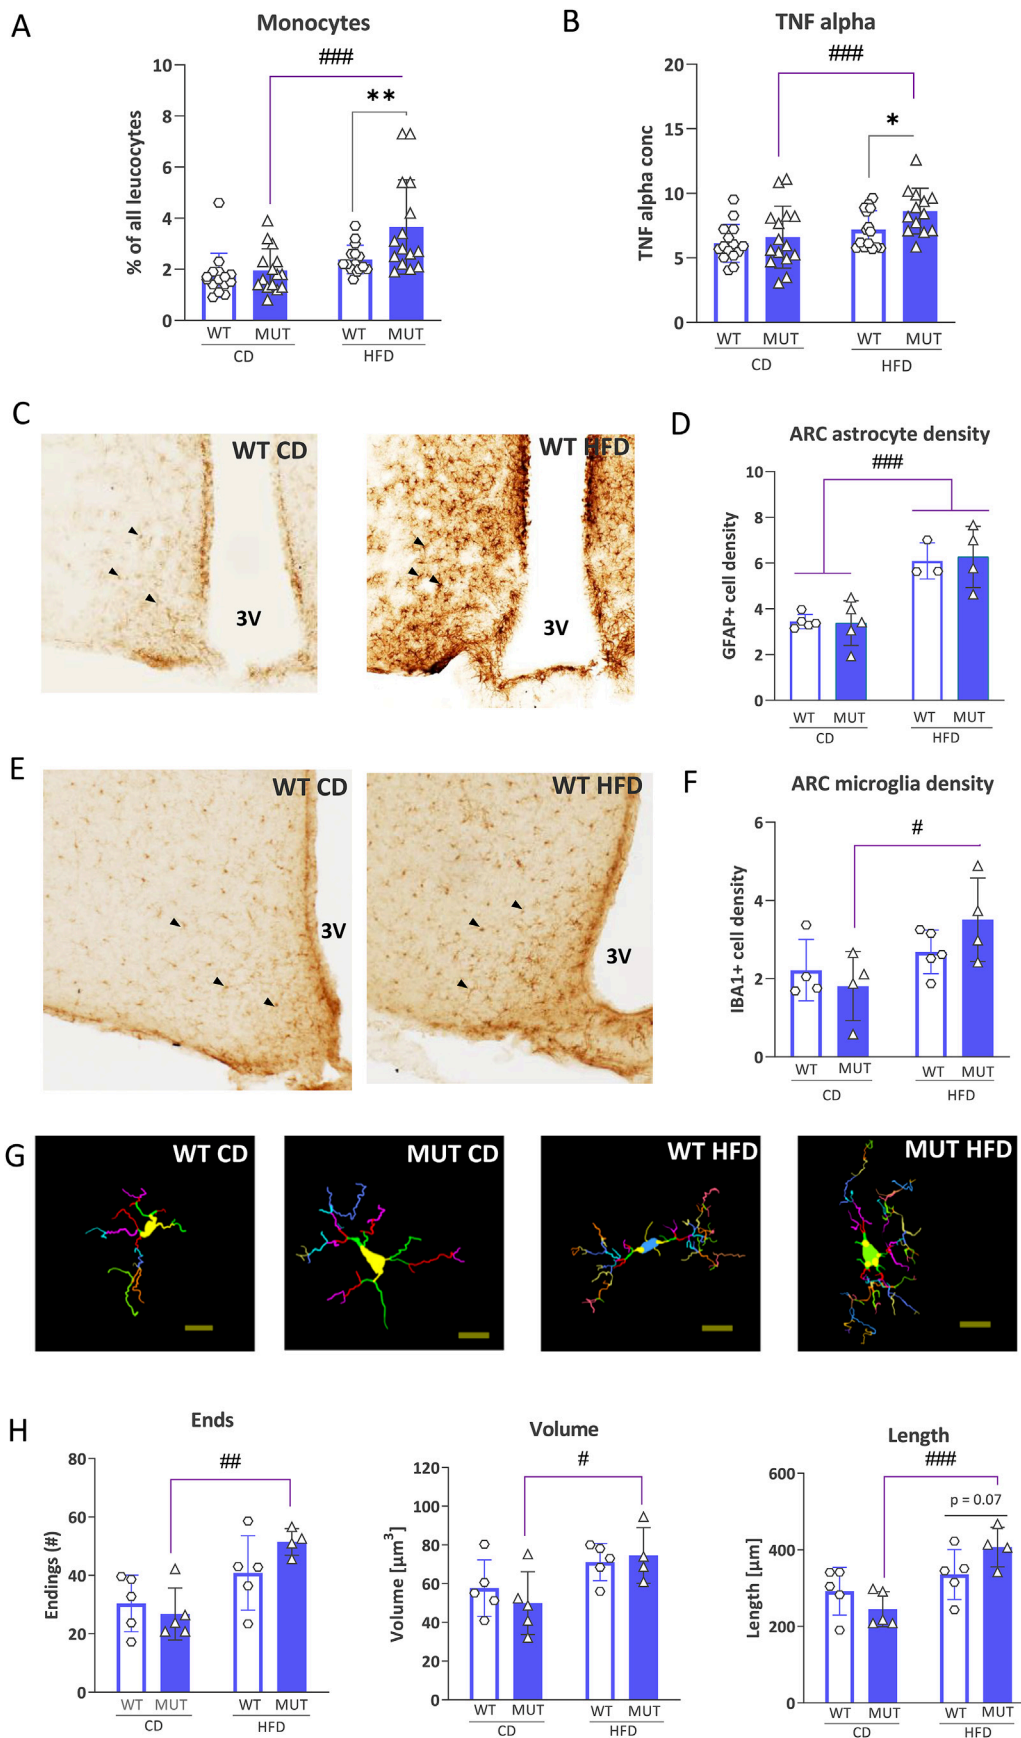 A
Monocytes
###
**
% of all leucocytes
10
8
6
4
2
0
WT
MUT
WT
MUT
CD
HFD
B
TNF alpha
###
*
TNF alpha conc
20
15
10
5
0
WT
MUT
WT
MUT
CD
HFD
C
WT CD
3V
WT HFD
3V
D
ARC astrocyte density
###
GFAP+ cell density
10
8
6
4
2
0
WT
MUT
WT
MUT
CD
HFD
E
WT CD
3V
WT HFD
3V
F
ARC microglia density
#
IBA1+ cell density
6
4
2
0
WT
MUT
WT
MUT
CD
HFD
G
WT CD
MUT CD
WT HFD
MUT HFD
H
Ends
##
Endings (#)
80
60
40
20
0
WT
MUT
WT
MUT
CD
HFD
Volume
#
Volume [µm³]
120
100
80
60
40
20
0
WT
MUT
WT
MUT
CD
HFD
Length
###
p = 0.07
Length [µm]
600
400
200
0
WT
MUT
WT
MUT
CD
HFD